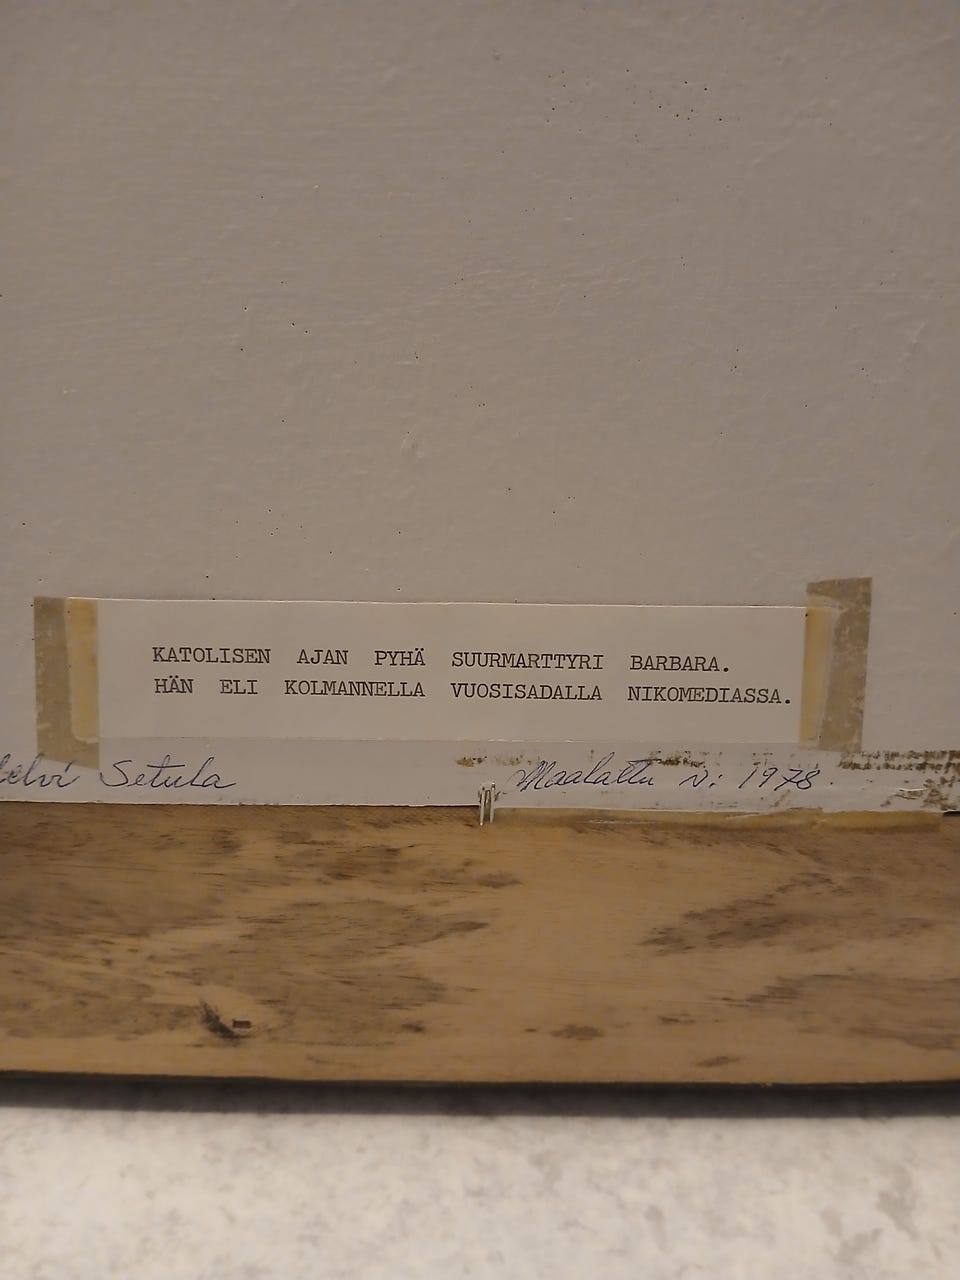 KATOLISEN AJAN PYHÄ SUURMARTTYRI BARBARA.
HÄN ELI KOLMANNELLA VUOSISADALLA NIKOMEDIASSA.
Setula Maalattu v: 1978.